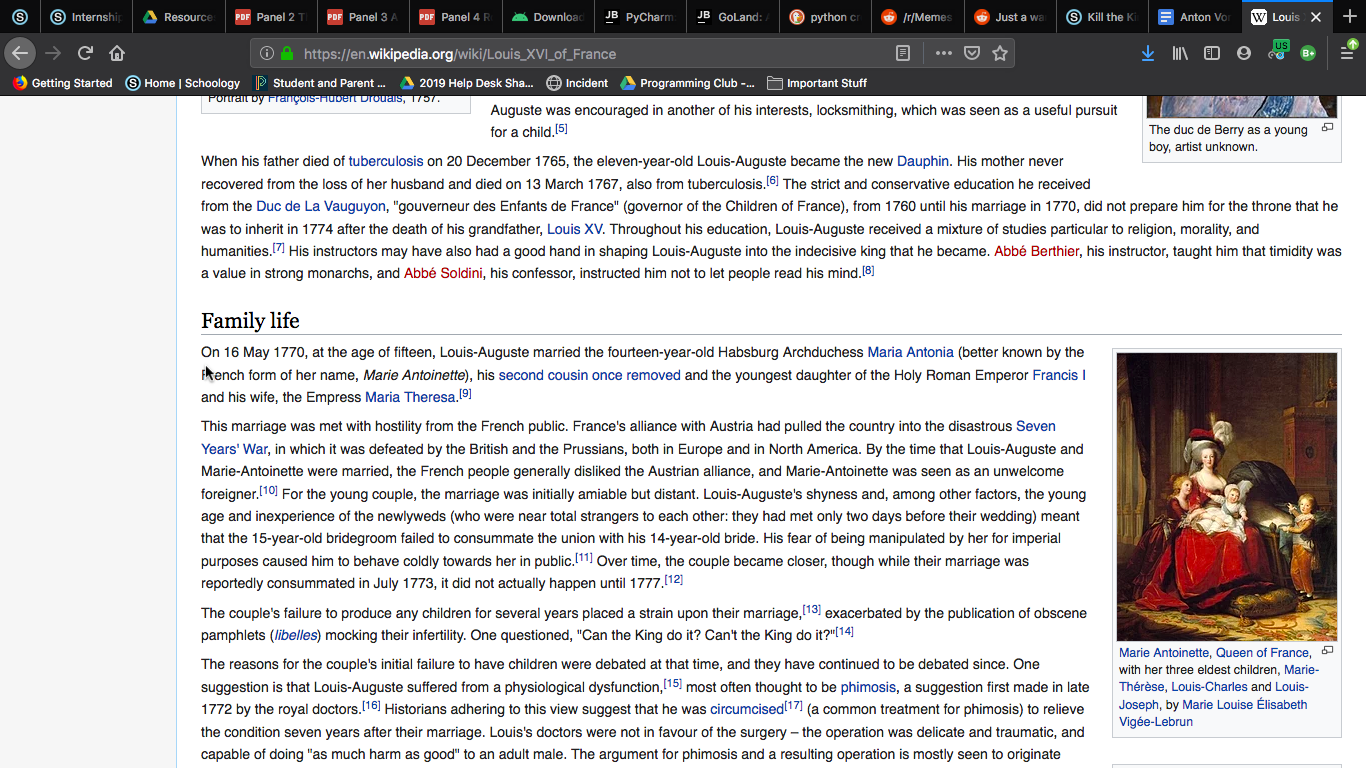 Internship
Resource
Panel 2 T
Panel 3 A
Panel 4 R
Download
PyCharm
GoLand: A
python cr
/r/Memes
Just a wa
Kill the Ki
Anton Vor
Louis
https://en.wikipedia.org/wiki/Louis_XVI_of_France
US
B+
Getting Started Home | Schoology Student and Parent ... 2019 Help Desk Sha... Incident Programming Club -... Important Stuff
Portrait by François-Hubert Drouais, 1757.
Auguste was encouraged in another of his interests, locksmithing, which was seen as a useful pursuit
for a child.[5]
The duc de Berry as a young
boy, artist unknown.
When his father died of tuberculosis on 20 December 1765, the eleven-year-old Louis-Auguste became the new Dauphin. His mother never
recovered from the loss of her husband and died on 13 March 1767, also from tuberculosis.[6] The strict and conservative education he received
from the Duc de La Vauguyon, "gouverneur des Enfants de France" (governor of the Children of France), from 1760 until his marriage in 1770, did not prepare him for the throne that he
was to inherit in 1774 after the death of his grandfather, Louis XV. Throughout his education, Louis-Auguste received a mixture of studies particular to religion, morality, and
humanities.[7] His instructors may have also had a good hand in shaping Louis-Auguste into the indecisive king that he became. Abbé Berthier, his instructor, taught him that timidity was
a value in strong monarchs, and Abbé Soldini, his confessor, instructed him not to let people read his mind.[8]
Family life
On 16 May 1770, at the age of fifteen, Louis-Auguste married the fourteen-year-old Habsburg Archduchess Maria Antonia (better known by the
French form of her name, Marie Antoinette), his second cousin once removed and the youngest daughter of the Holy Roman Emperor Francis I
and his wife, the Empress Maria Theresa.[9]
This marriage was met with hostility from the French public. France's alliance with Austria had pulled the country into the disastrous Seven
Years' War, in which it was defeated by the British and the Prussians, both in Europe and in North America. By the time that Louis-Auguste and
Marie-Antoinette were married, the French people generally disliked the Austrian alliance, and Marie-Antoinette was seen as an unwelcome
foreigner.[10] For the young couple, the marriage was initially amiable but distant. Louis-Auguste's shyness and, among other factors, the young
age and inexperience of the newlyweds (who were near total strangers to each other: they had met only two days before their wedding) meant
that the 15-year-old bridegroom failed to consummate the union with his 14-year-old bride. His fear of being manipulated by her for imperial
purposes caused him to behave coldly towards her in public.[11] Over time, the couple became closer, though while their marriage was
reportedly consummated in July 1773, it did not actually happen until 1777.[12]
The couple's failure to produce any children for several years placed a strain upon their marriage,[13] exacerbated by the publication of obscene
pamphlets (libelles) mocking their infertility. One questioned, "Can the King do it? Can't the King do it?"[14]
The reasons for the couple's initial failure to have children were debated at that time, and they have continued to be debated since. One
suggestion is that Louis-Auguste suffered from a physiological dysfunction,[15] most often thought to be phimosis, a suggestion first made in late
1772 by the royal doctors.[16] Historians adhering to this view suggest that he was circumcised[17] (a common treatment for phimosis) to relieve
the condition seven years after their marriage. Louis's doctors were not in favour of the surgery – the operation was delicate and traumatic, and
capable of doing "as much harm as good" to an adult male. The argument for phimosis and a resulting operation is mostly seen to originate
Marie Antoinette, Queen of France,
with her three eldest children, Marie-
Thérèse, Louis-Charles and Louis-
Joseph, by Marie Louise Élisabeth
Vigée-Lebrun